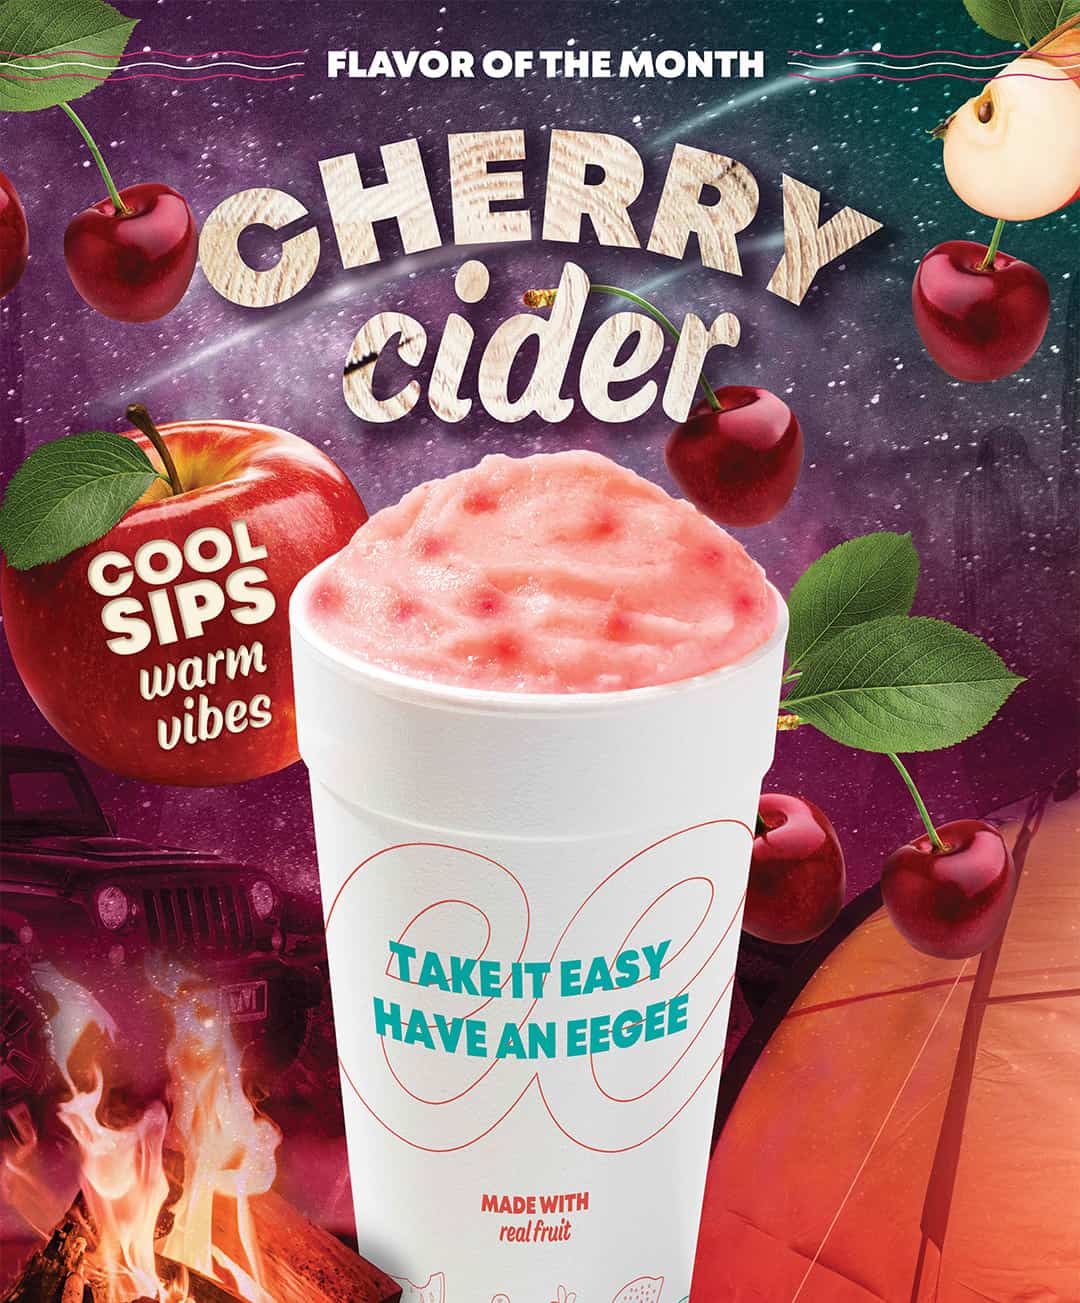 FLAVOR OF THE MONTH
CHERRY
cider
COOL
SIPS
warm
vibes
TAKE IT EASY
HAVE AN EEGEE
MADE WITH
real fruit